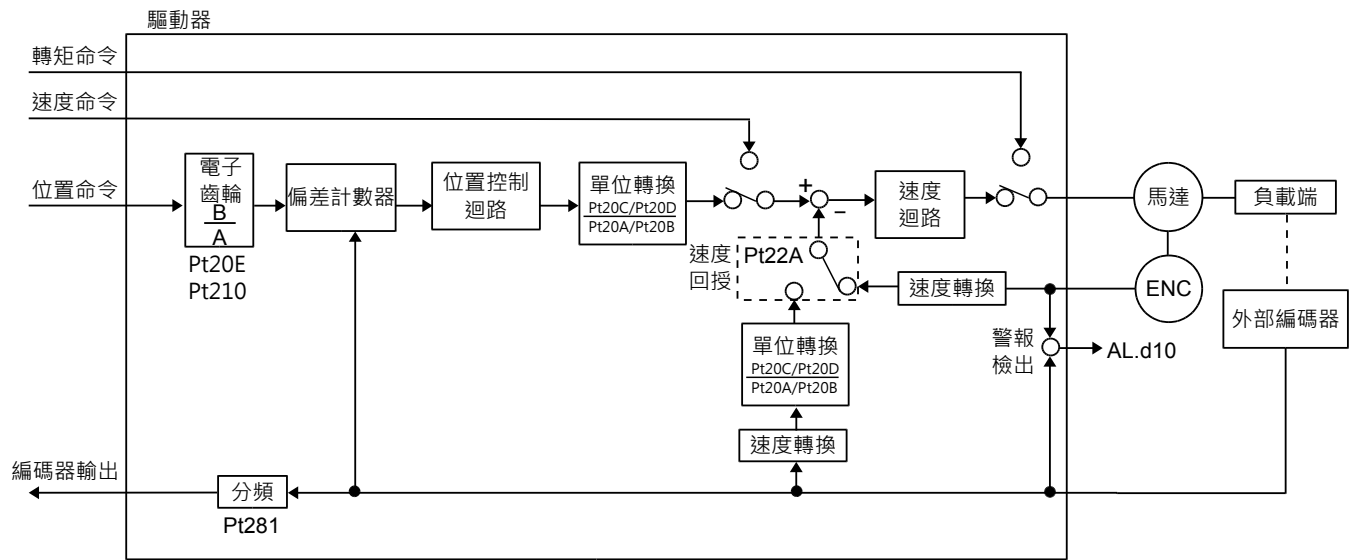 驅動器
轉矩命令
速度命令
位置命令
電子
齒輪
B
A
Pt20E
Pt210
偏差計數器
位置控制
迴路
單位轉換
Pt20C/Pt20D
Pt20A/Pt20B
+
−
速度
迴路
馬達
負載端
速度
回授
Pt22A
速度轉換
ENC
外部編碼器
單位轉換
Pt20C/Pt20D
Pt20A/Pt20B
警報
檢出
AL.d10
速度轉換
編碼器輸出
分頻
Pt281